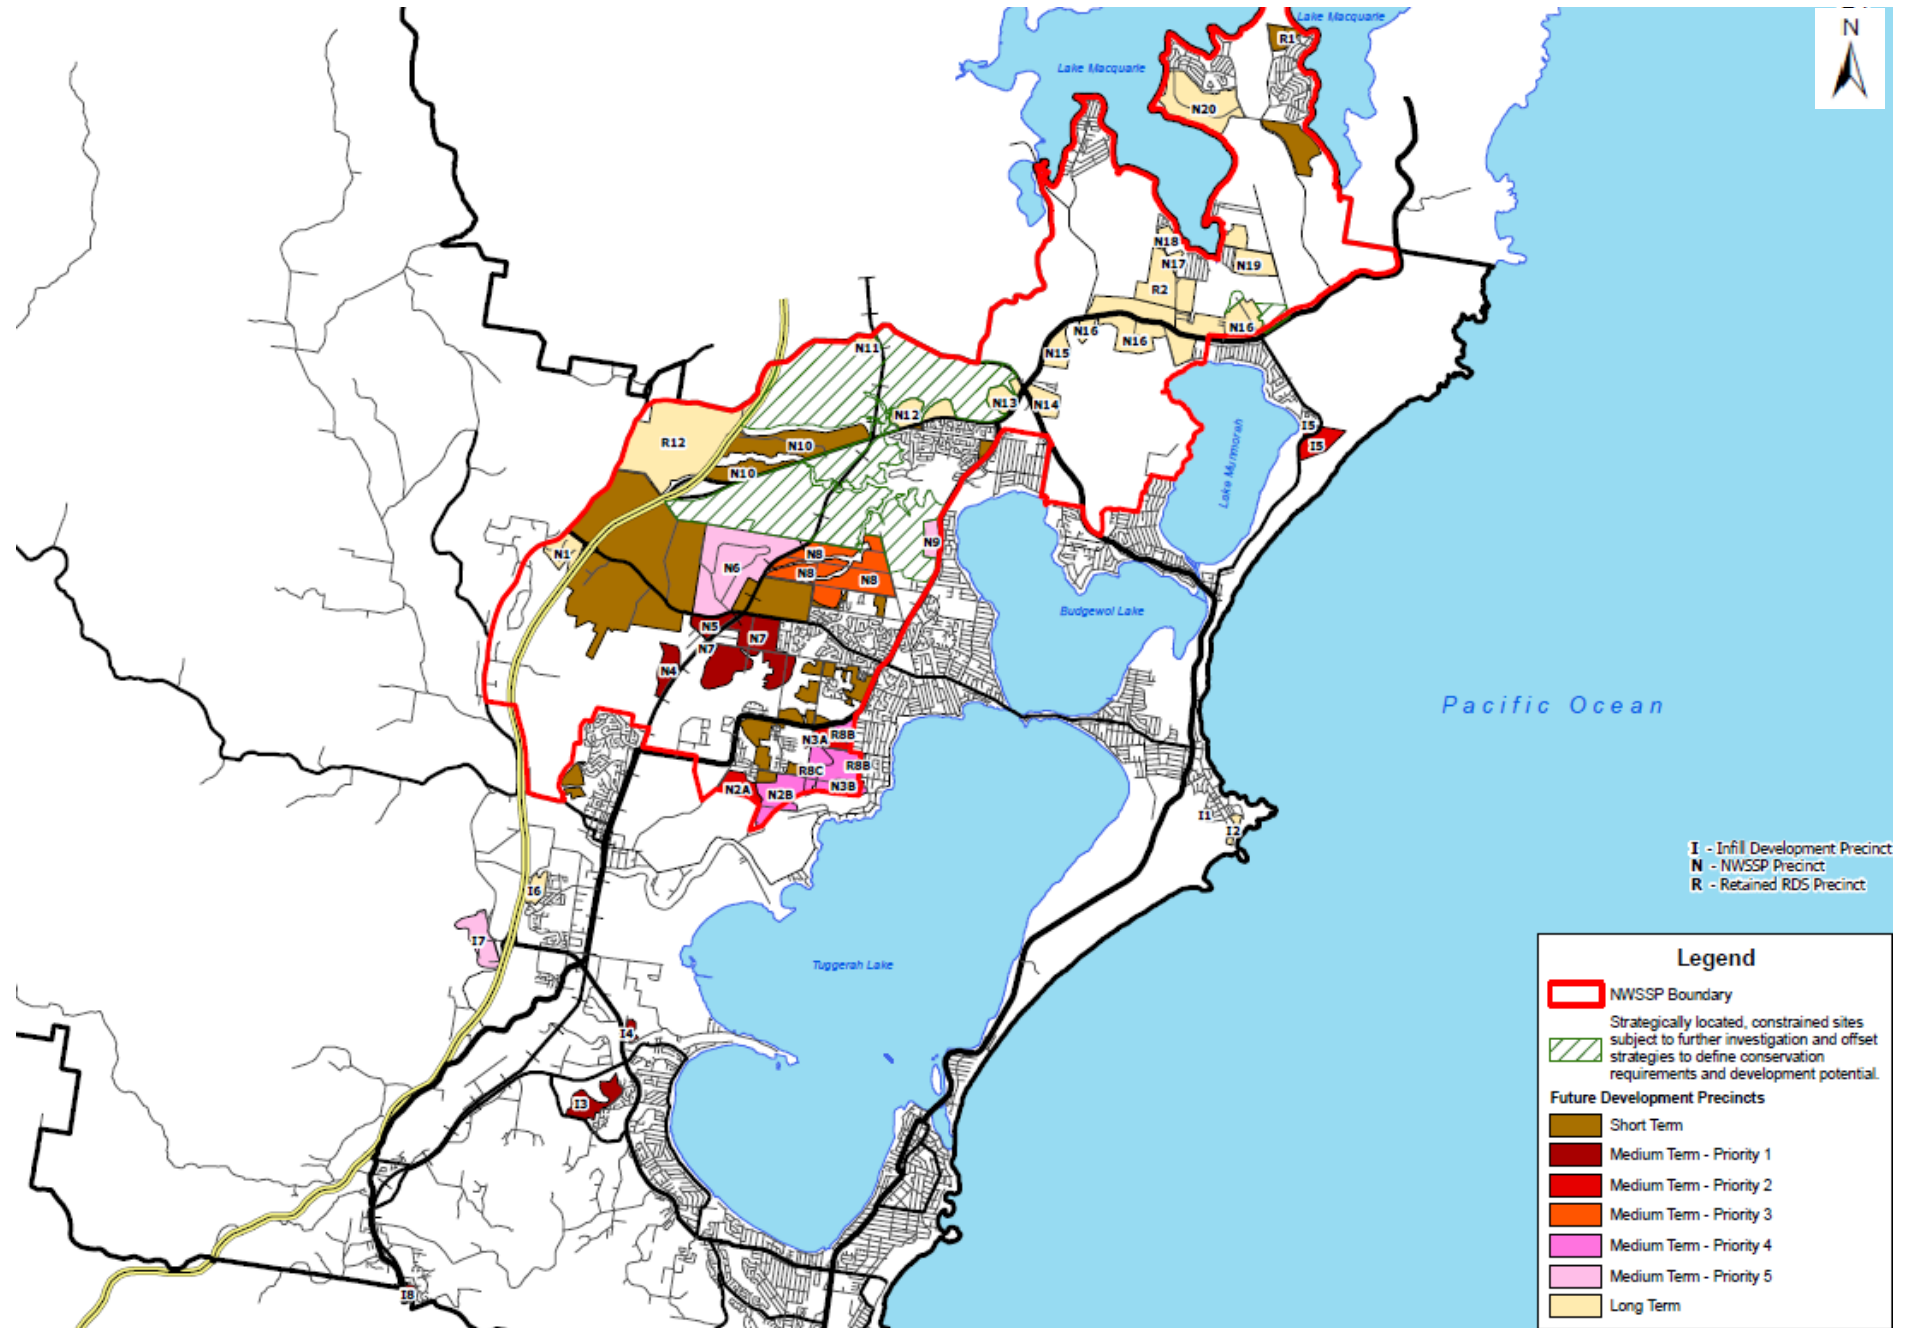 Lake Macquarie
N
R1
Lake Macquarie
N20
N18
N17
N19
R2
N16
N16
N16
N15
N11
N13
N14
N12
I5
I5
R12
N10
N10
Lake Munmorah
N1
N9
N8
N6
N8
N8
Budgewol Lake
N5
N7
N7
N4
Pacific Ocean
N3A
R8B
R8C
R8B
N2A
N2B
N3B
I1
I2
I - Infill Development Precinct
N - NWSSP Precinct
R - Retained RDS Precinct
I6
I7
Tuggerah Lake
I4
I3
I8
Legend
NWSSP Boundary
Strategically located, constrained sites
subject to further investigation and offset
strategies to define conservation
requirements and development potential.
Future Development Precincts
Short Term
Medium Term - Priority 1
Medium Term - Priority 2
Medium Term - Priority 3
Medium Term - Priority 4
Medium Term - Priority 5
Long Term